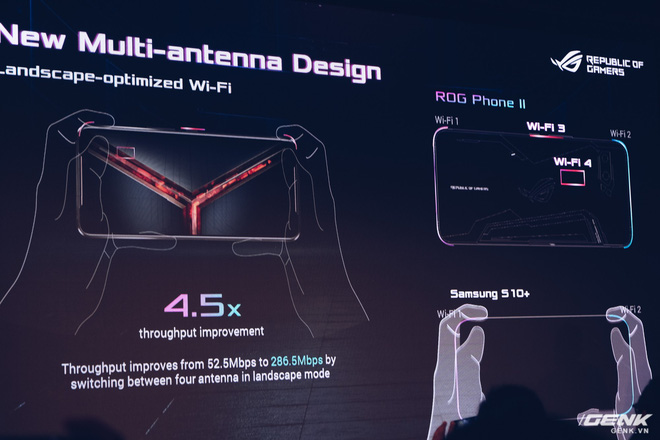 New Multi-antenna Design
Landscape-optimized Wi-Fi
4.5x
throughput improvement
Throughput improves from 52.5Mbps to 286.5Mbps by
switching between four antenna in landscape mode
REPUBLIC OF
GAMERS
ROG Phone II
Wi-Fi 1
Wi-Fi 3
Wi-Fi 2
Wi-Fi 4
REPUBLIC OF GAMERS
Samsung S10+
Wi-Fi 1
Wi-Fi 2
GENK
GENK.VN